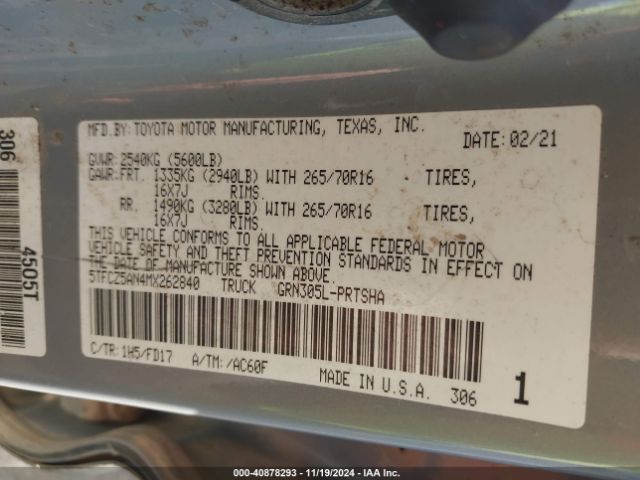 MFD.BY:TOYOTA MOTOR MANUFACTURING, TEXAS, INC.
DATE:02/21
GVWR:2540KG (5600LB)
GAWR:FRT. 1335KG (2940LB) WITH 265/70R16 TIRES,
16X7J RIMS.
RR. 1490KG (3280LB) WITH 265/70R16 TIRES,
16X7J RIMS.
THIS VEHICLE CONFORMS TO ALL APPLICABLE FEDERAL MOTOR
VEHICLE SAFETY AND THEFT PREVENTION STANDARDS IN EFFECT ON
THE DATE OF MANUFACTURE SHOWN ABOVE.
5TFCZ5AN4MX262840 TRUCK GRN305L-PRTSHA
C/TR:1H5/FD17 A/TM:/AC60F
MADE IN U.S.A. 306 1
306 4505T
000-40878293 - 11/19/2024 - IAA Inc.